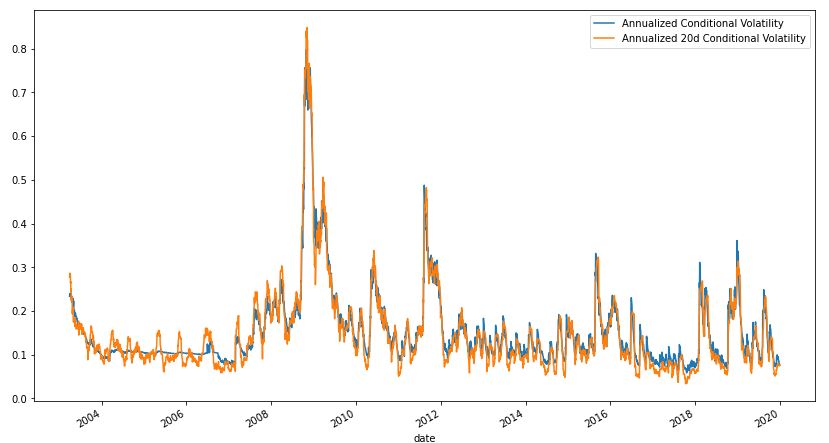 Annualized Conditional Volatility
Annualized 20d Conditional Volatility
0.8
0.7
0.6
0.5
0.4
0.3
0.2
0.1
0.0
2004 2006 2008 2010 2012 2014 2016 2018 2020
date